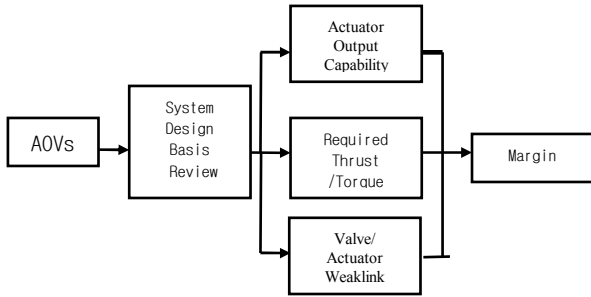 AOVs
System
Design
Basis
Review
Actuator
Output
Capability
Required
Thrust
/Torque
Valve/
Actuator
Weaklink
Margin